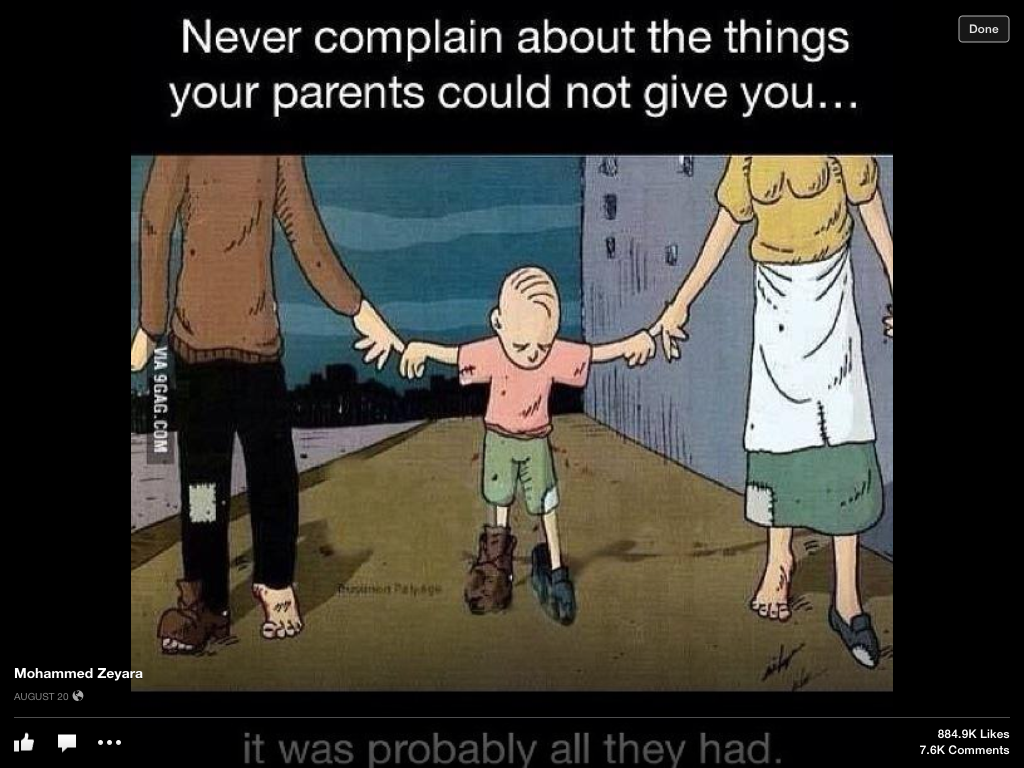 Never complain about the things
your parents could not give you...
Done
VIA 9GAG.COM
Mohammed Zeyara
AUGUST 20
884.9K Likes
7.6K Comments
it was probably all they had.